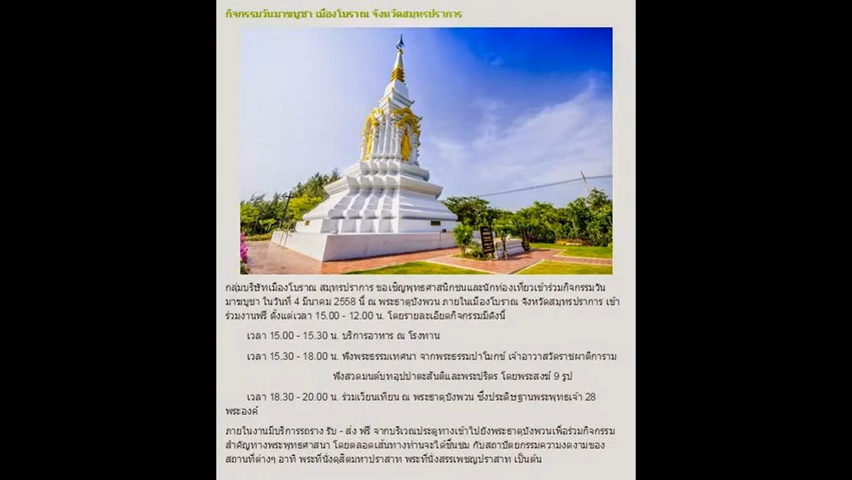 กิจกรรมวันมาฆบูชา เมืองโบราณ จังหวัดสมุทรปราการ
กลุ่มบริษัทเมืองโบราณ สมุทรปราการ ขอเชิญพุทธศาสนิกชนและนักท่องเที่ยวเข้าร่วมกิจกรรมวัน
มาฆบูชา ในวันที่ 4 มีนาคม 2558 นี้ ณ พระธาตุบังพวน ภายในเมืองโบราณ จังหวัดสมุทรปราการ เข้า
ร่วมงานฟรี ตั้งแต่เวลา 15.00 - 12.00 น. โดยรายละเอียดกิจกรรมมีดังนี้
เวลา 15.00 - 15.30 น. บริการอาหาร ณ โรงทาน
เวลา 15.30 - 18.00 น. ฟังพระธรรมเทศนา จากพระธรรมปาโมกข์ เจ้าอาวาสวัดราชผาติการาม
ฟังสวดมนต์บทอุปปาตะสันติและพระปริตร โดยพระสงฆ์ 9 รูป
เวลา 18.30 - 20.00 น. ร่วมเวียนเทียน ณ พระธาตุบังพวน ซึ่งประดิษฐานพระพุทธเจ้า 28
พระองค์
ภายในงานมีบริการรถราง รับ - ส่ง ฟรี จากบริเวณประตูทางเข้าไปยังพระธาตุบังพวนเพื่อร่วมกิจกรรม
สำคัญทางพระพุทธศาสนา โดยตลอดเส้นทางท่านจะได้ชื่นชม กับสถาปัตยกรรมความงดงามของ
สถานที่ต่างๆ อาทิ พระที่นั่งดุสิตมหาปราสาท พระที่นั่งสรรเพชญปราสาท เป็นต้น